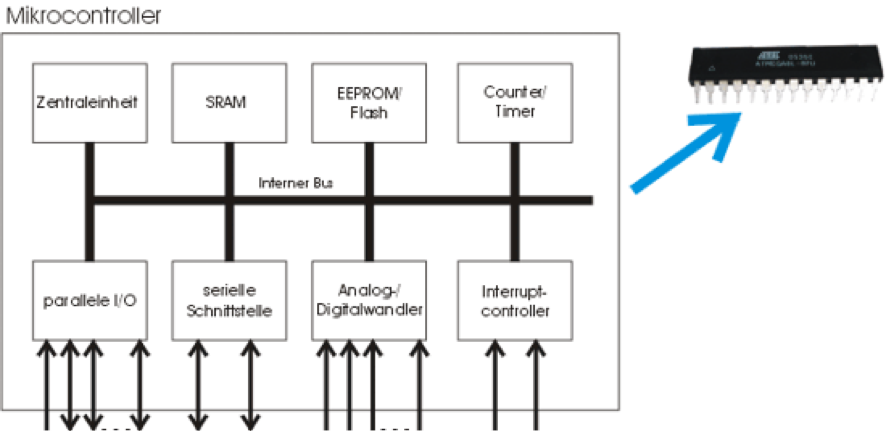 Mikrocontroller
Zentraleinheit
SRAM
EEPROM/
Flash
Counter/
Timer
Interner Bus
parallele I/O
serielle
Schnittstelle
Analog-/
Digitalwandler
Interrupt-
controller